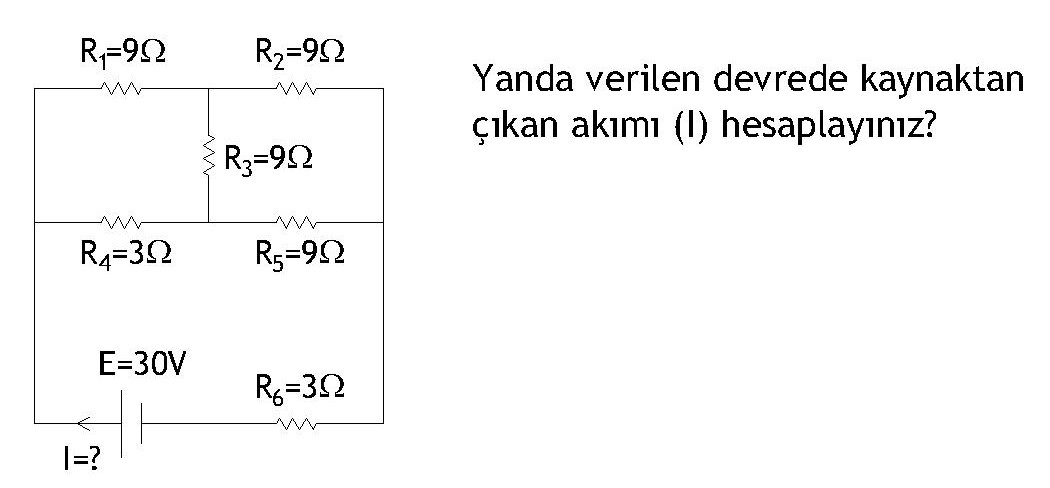 R₁=9Ω R₂=9Ω
Yanda verilen devrede kaynaktan
çıkan akımı (I) hesaplayınız?
R₃=9Ω
R₄=3Ω R₅=9Ω
E=30V
R₆=3Ω
I=?